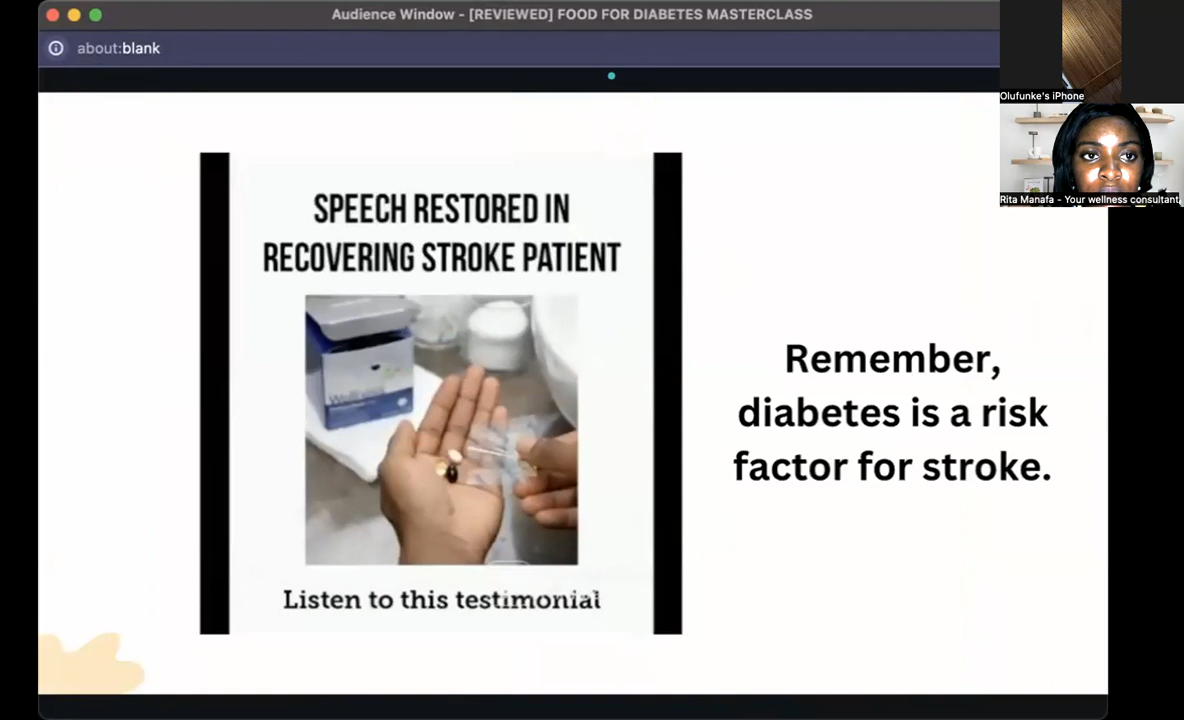 Audience Window - [REVIEWED] FOOD FOR DIABETES MASTERCLASS
about:blank
Olufunke's iPhone
Rita Manafa - Your wellness consultant
SPEECH RESTORED IN
RECOVERING STROKE PATIENT
Listen to this testimonial
Remember,
diabetes is a risk
factor for stroke.